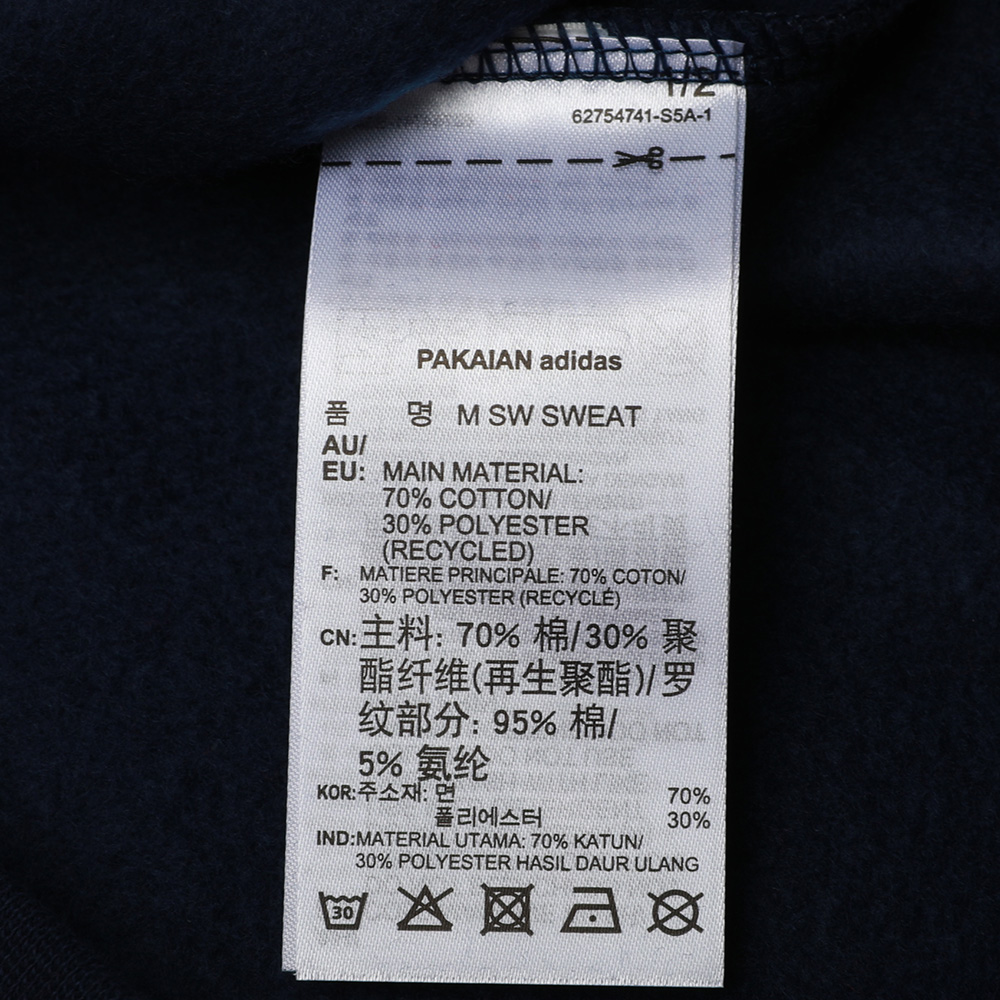 1/2
62754741-S5A-1
PAKAIAN adidas
품 명 M SW SWEAT
AU/
EU: MAIN MATERIAL:
70% COTTON/
30% POLYESTER
(RECYCLED)
F: MATIERE PRINCIPALE: 70% COTON/
30% POLYESTER (RECYCLÉ)
CN: 主料: 70% 棉/30% 聚
酯纤维(再生聚酯)/罗
纹部分: 95% 棉/
5% 氨纶
KOR: 주소재: 면 70%
폴리에스터 30%
IND: MATERIAL UTAMA: 70% KATUN/
30% POLYESTER HASIL DAUR ULANG
30